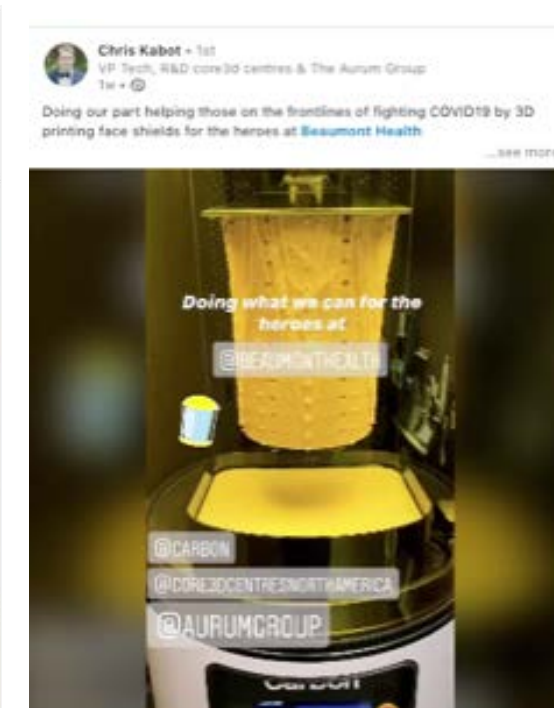 Chris Kabot • 1st
VP Tech, R&D core3d centres & The Aurum Group
1w •
Doing our part helping those on the frontlines of fighting COVID19 by 3D
printing face shields for the heroes at Beaumont Health
...see more
Doing what we can for the
heroes at
@BEAUMONTHEALTH
@CARBON
@CORE3DCENTRESNORTHAMERICA
@AURUMGROUP
Carbon